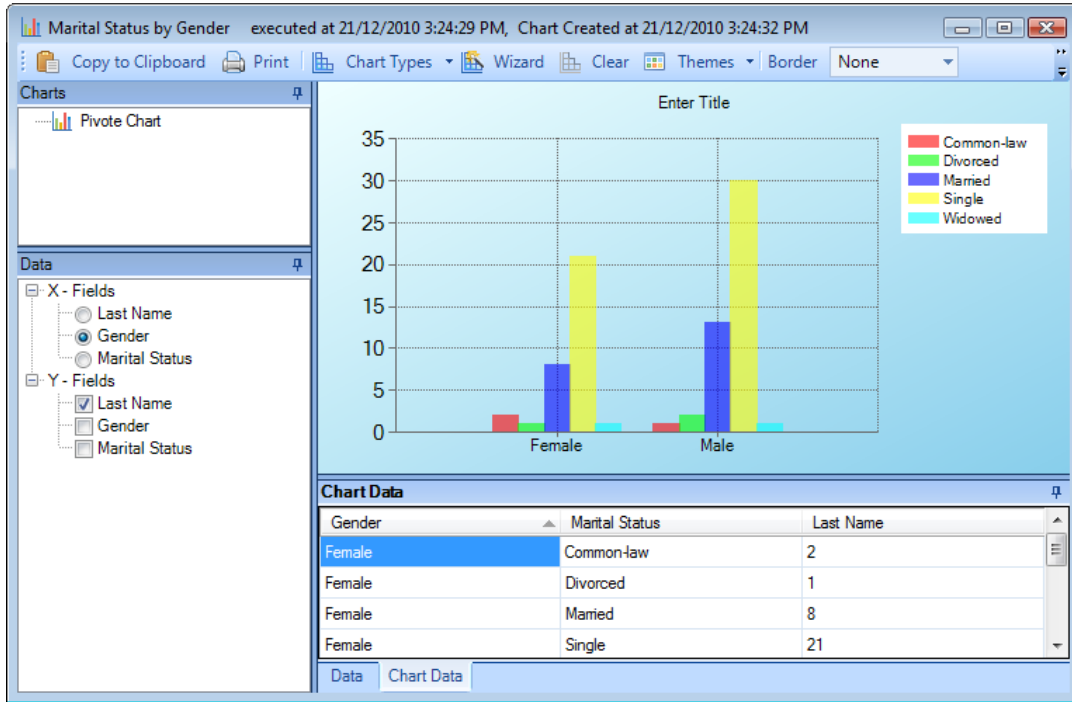 Marital Status by Gender executed at 21/12/2010 3:24:29 PM, Chart Created at 21/12/2010 3:24:32 PM
Copy to Clipboard Print Chart Types Wizard Clear Themes Border None
Charts
Pivote Chart
Data
X - Fields
Last Name
Gender
Marital Status
Y - Fields
Last Name
Gender
Marital Status
Enter Title
35
30
25
20
15
10
5
0
Female Male
Common-law
Divorced
Married
Single
Widowed
Chart Data
Gender Marital Status Last Name
Female Common-law 2
Female Divorced 1
Female Married 8
Female Single 21
Data Chart Data